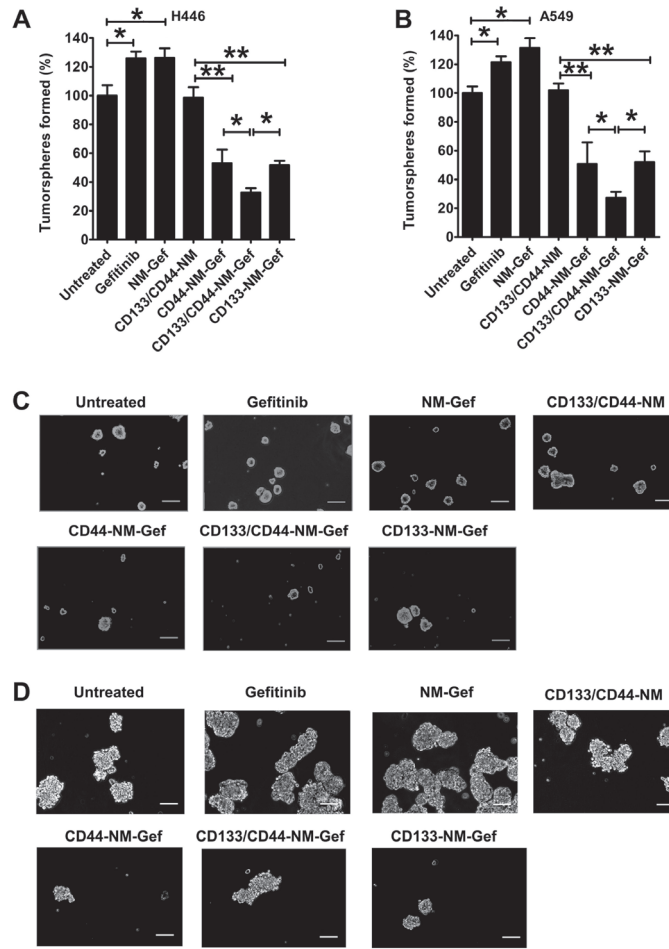 A
H446
*
*
**
**
*
*
Tumorspheres formed (%)
140
120
100
80
60
40
20
0
Untreated
Gefitinib
NM-Gef
CD133/CD44-NM
CD44-NM-Gef
CD133/CD44-NM-Gef
CD133-NM-Gef
B
A549
*
*
**
**
*
*
Tumorspheres formed (%)
140
120
100
80
60
40
20
0
Untreated
Gefitinib
NM-Gef
CD133/CD44-NM
CD44-NM-Gef
CD133/CD44-NM-Gef
CD133-NM-Gef
C
Untreated
Gefitinib
NM-Gef
CD133/CD44-NM
CD44-NM-Gef
CD133/CD44-NM-Gef
CD133-NM-Gef
D
Untreated
Gefitinib
NM-Gef
CD133/CD44-NM
CD44-NM-Gef
CD133/CD44-NM-Gef
CD133-NM-Gef